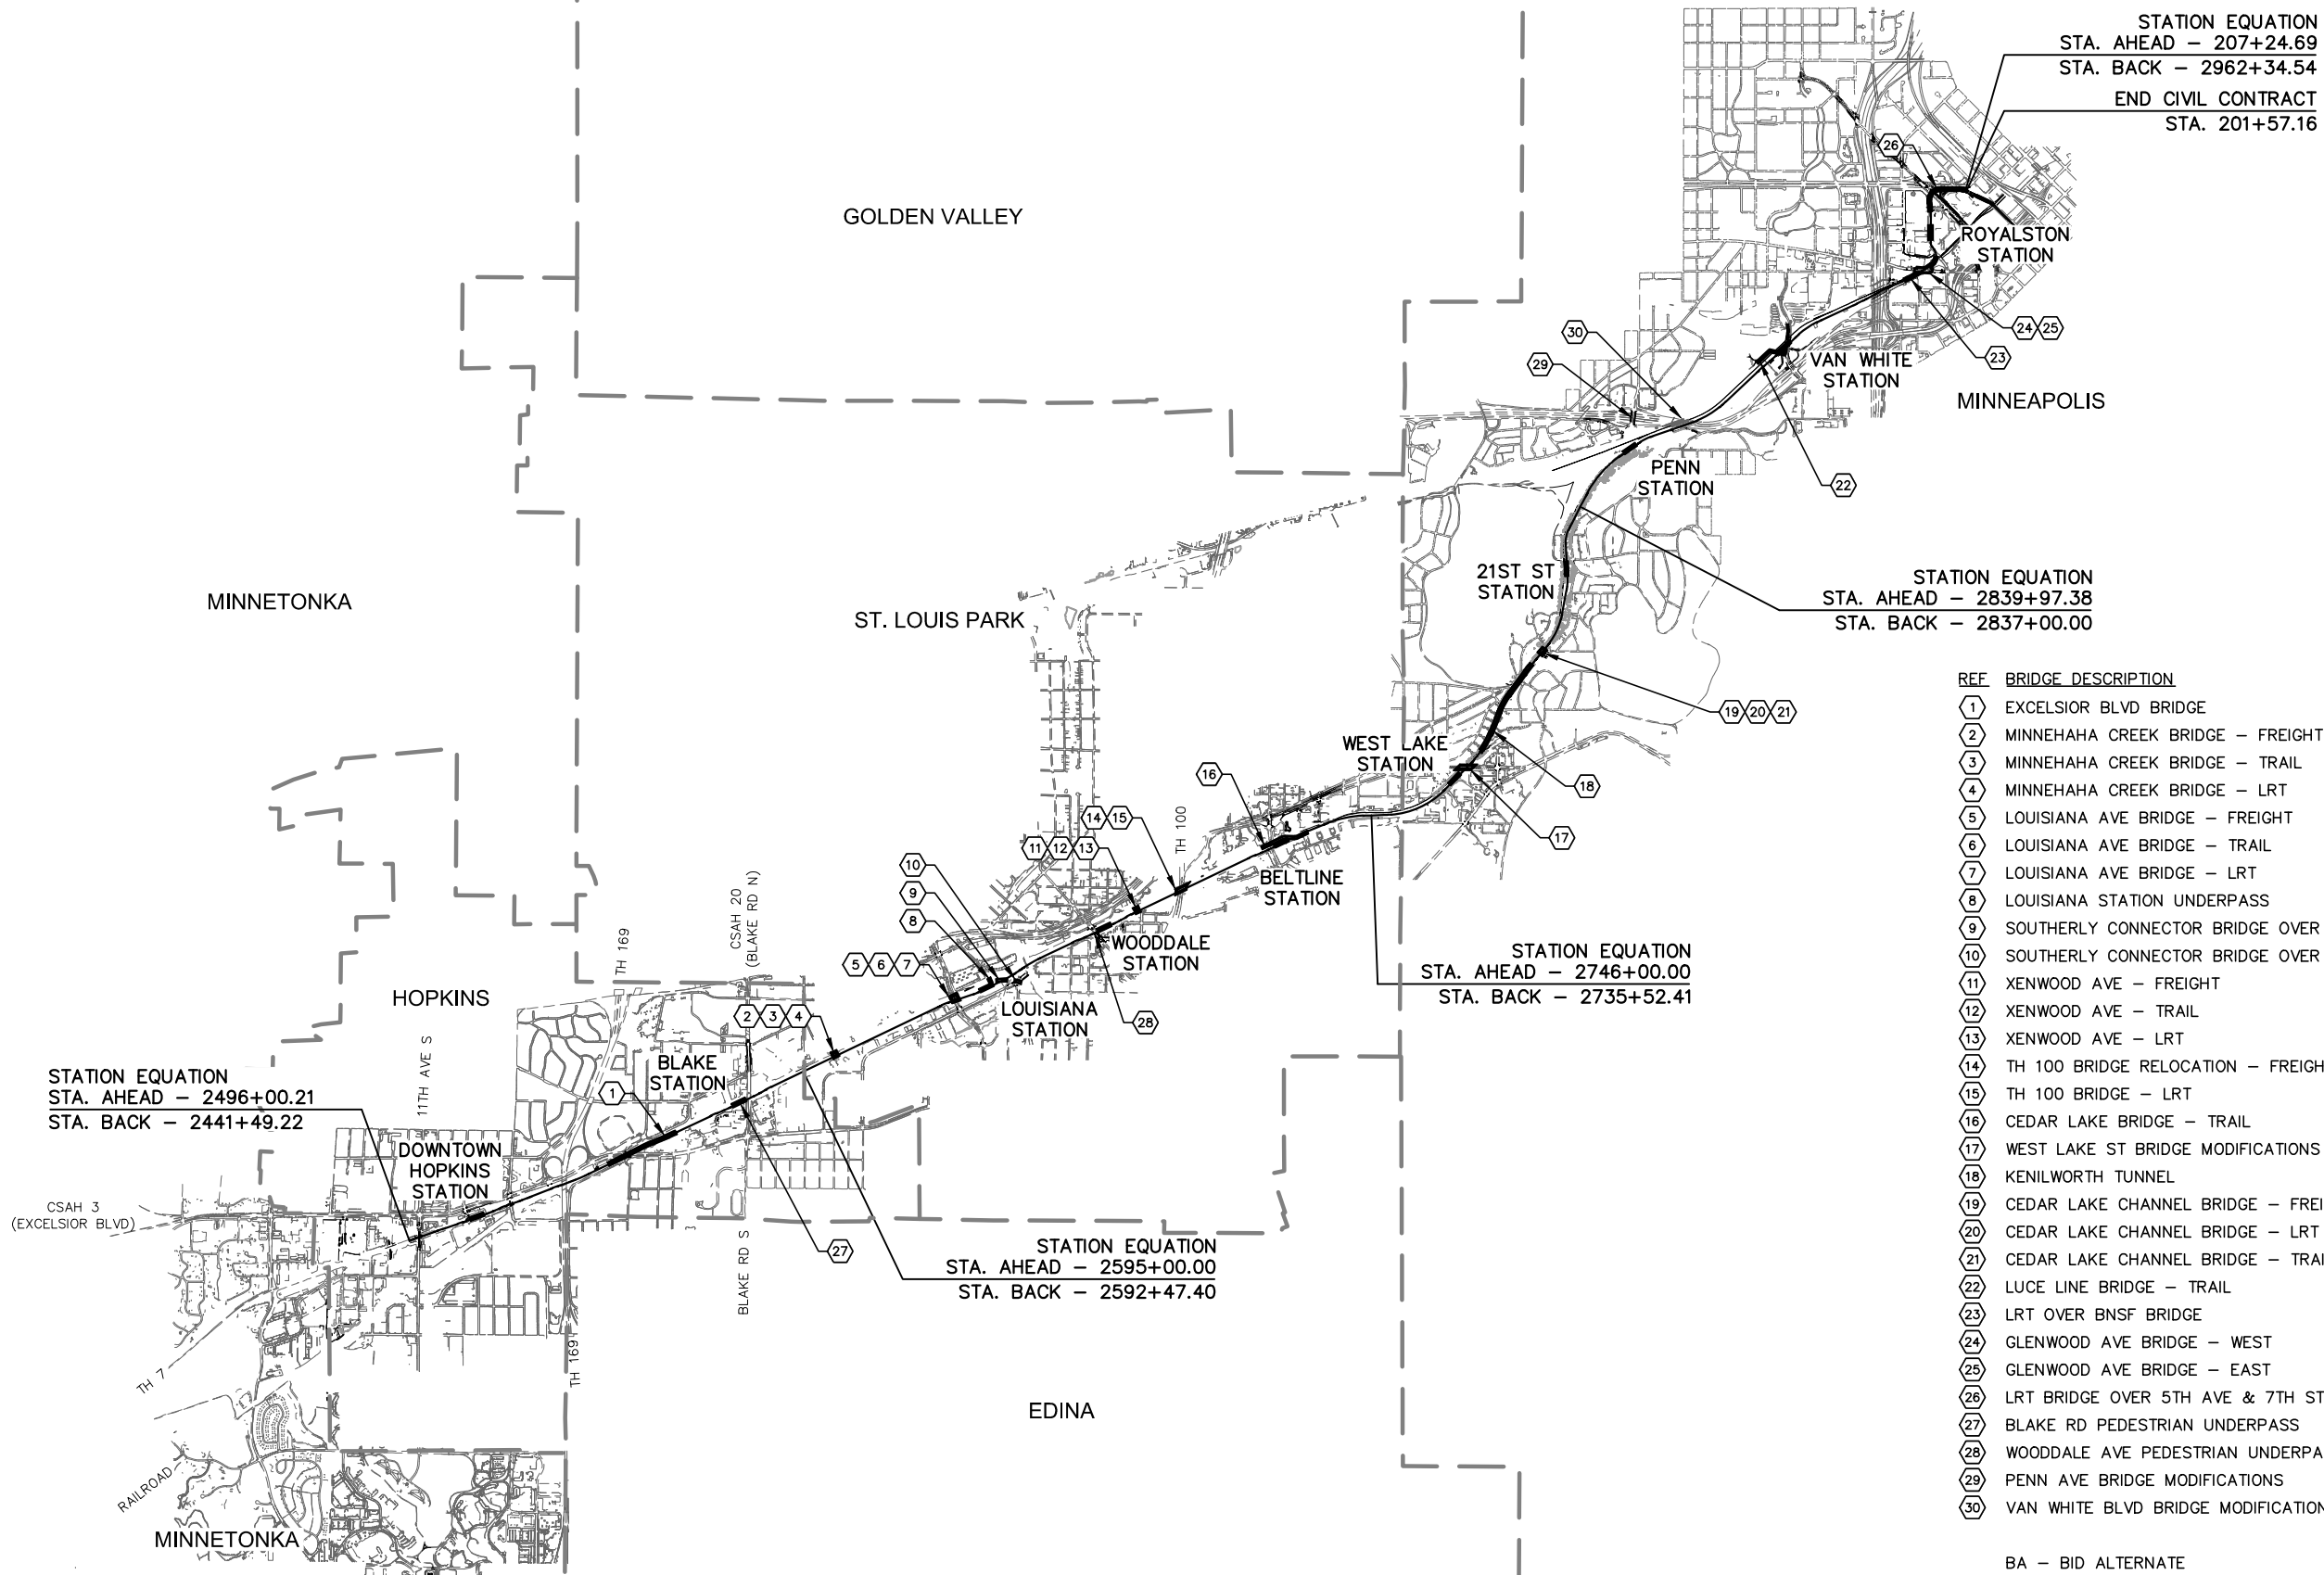 STATION EQUATION
STA. AHEAD – 207+24.69
STA. BACK – 2962+34.54
END CIVIL CONTRACT
STA. 201+57.16
26
GOLDEN VALLEY
ROYALSTON
STATION
24 25
30
23
29
VAN WHITE
STATION
MINNEAPOLIS
PENN
STATION
22
21ST ST
STATION
STATION EQUATION
STA. AHEAD – 2839+97.38
STA. BACK – 2837+00.00
MINNETONKA
ST. LOUIS PARK
19 20 21
WEST LAKE
STATION
16
18
17
14 15
TH 100
11 12 13
10
9
8
BELTLINE
STATION
CSAH 20
(BLAKE RD N)
TH 169
5 6 7
WOODDALE
STATION
STATION EQUATION
STA. AHEAD – 2746+00.00
STA. BACK – 2735+52.41
HOPKINS
2 3 4
LOUISIANA
STATION
28
11TH AVE S
BLAKE
STATION
1
STATION EQUATION
STA. AHEAD – 2496+00.21
STA. BACK – 2441+49.22
DOWNTOWN
HOPKINS
STATION
CSAH 3
(EXCELSIOR BLVD)
27
BLAKE RD S
STATION EQUATION
STA. AHEAD – 2595+00.00
STA. BACK – 2592+47.40
TH 7
TH 169
EDINA
RAILROAD
MINNETONKA
REF BRIDGE DESCRIPTION
1 EXCELSIOR BLVD BRIDGE
2 MINNEHAHA CREEK BRIDGE – FREIGHT
3 MINNEHAHA CREEK BRIDGE – TRAIL
4 MINNEHAHA CREEK BRIDGE – LRT
5 LOUISIANA AVE BRIDGE – FREIGHT
6 LOUISIANA AVE BRIDGE – TRAIL
7 LOUISIANA AVE BRIDGE – LRT
8 LOUISIANA STATION UNDERPASS
9 SOUTHERLY CONNECTOR BRIDGE OVER
10 SOUTHERLY CONNECTOR BRIDGE OVER
11 XENWOOD AVE – FREIGHT
12 XENWOOD AVE – TRAIL
13 XENWOOD AVE – LRT
14 TH 100 BRIDGE RELOCATION – FREIGH
15 TH 100 BRIDGE – LRT
16 CEDAR LAKE BRIDGE – TRAIL
17 WEST LAKE ST BRIDGE MODIFICATIONS
18 KENILWORTH TUNNEL
19 CEDAR LAKE CHANNEL BRIDGE – FREI
20 CEDAR LAKE CHANNEL BRIDGE – LRT
21 CEDAR LAKE CHANNEL BRIDGE – TRAI
22 LUCE LINE BRIDGE – TRAIL
23 LRT OVER BNSF BRIDGE
24 GLENWOOD AVE BRIDGE – WEST
25 GLENWOOD AVE BRIDGE – EAST
26 LRT BRIDGE OVER 5TH AVE & 7TH ST
27 BLAKE RD PEDESTRIAN UNDERPASS
28 WOODDALE AVE PEDESTRIAN UNDERPA
29 PENN AVE BRIDGE MODIFICATIONS
30 VAN WHITE BLVD BRIDGE MODIFICATION
BA – BID ALTERNATE